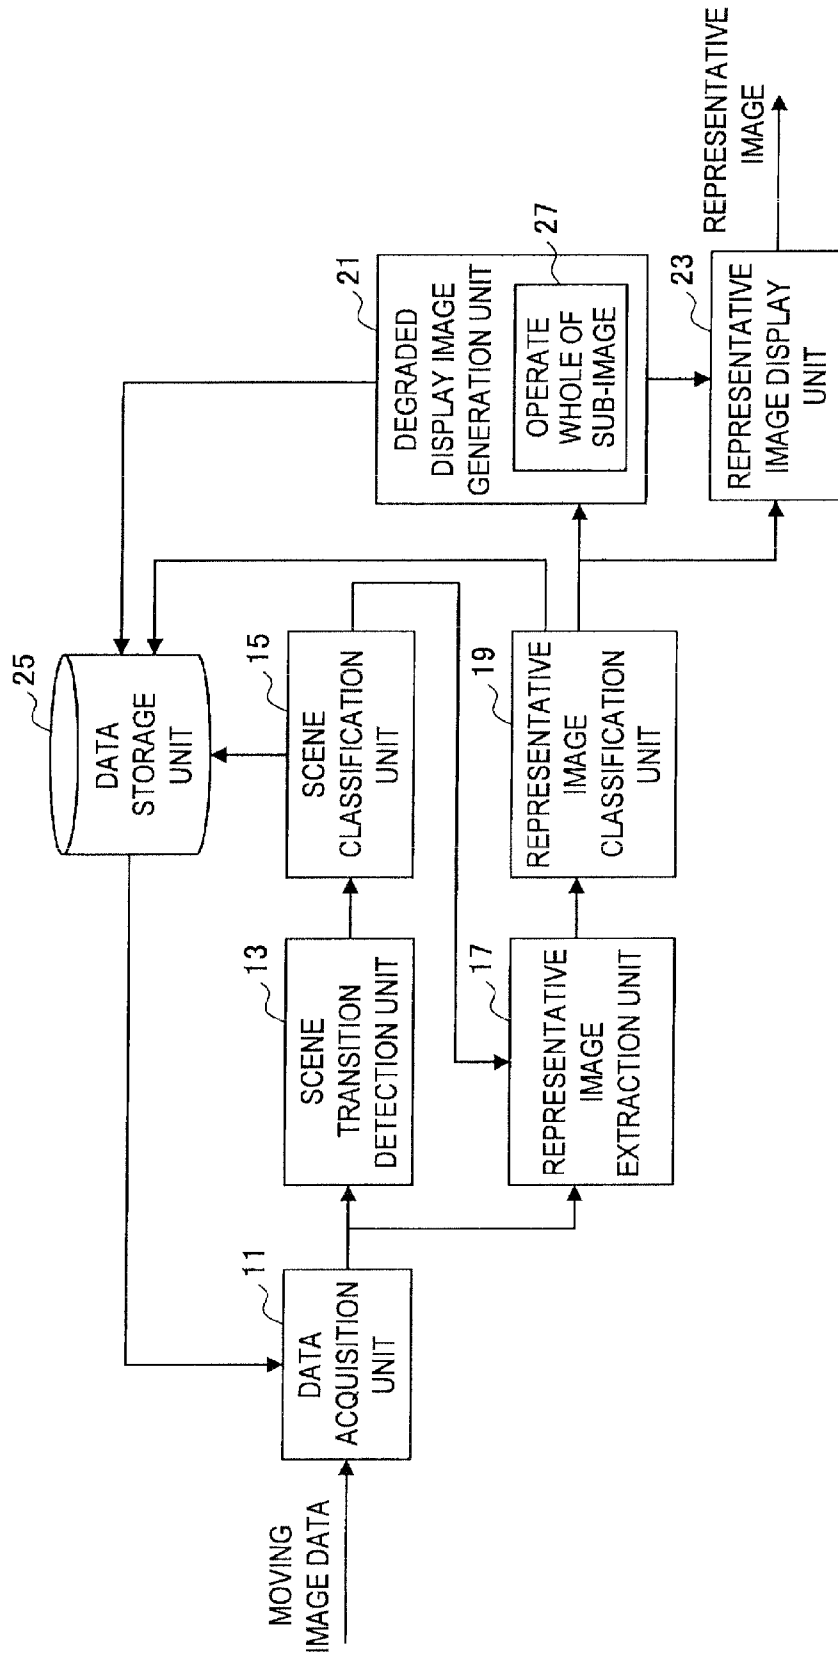 MOVING
IMAGE DATA
11
DATA
ACQUISITION
UNIT
13
SCENE
TRANSITION
DETECTION UNIT
15
SCENE
CLASSIFICATION
UNIT
25
DATA
STORAGE
UNIT
17
REPRESENTATIVE
IMAGE
EXTRACTION UNIT
19
REPRESENTATIVE
IMAGE
CLASSIFICATION
UNIT
21
DEGRADED
DISPLAY IMAGE
GENERATION UNIT
27
OPERATE
WHOLE OF
SUB-IMAGE
23
REPRESENTATIVE
IMAGE DISPLAY
UNIT
REPRESENTATIVE
IMAGE